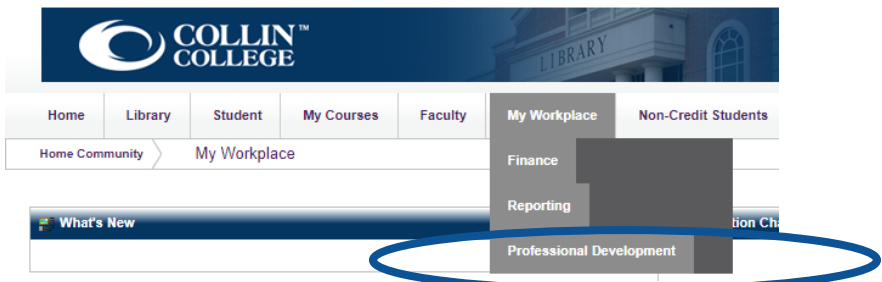 COLLIN™
COLLEGE
LIBRARY
Home Library Student My Courses Faculty My Workplace Non-Credit Students
Home Community My Workplace
Finance
Reporting
What's New
Professional Development